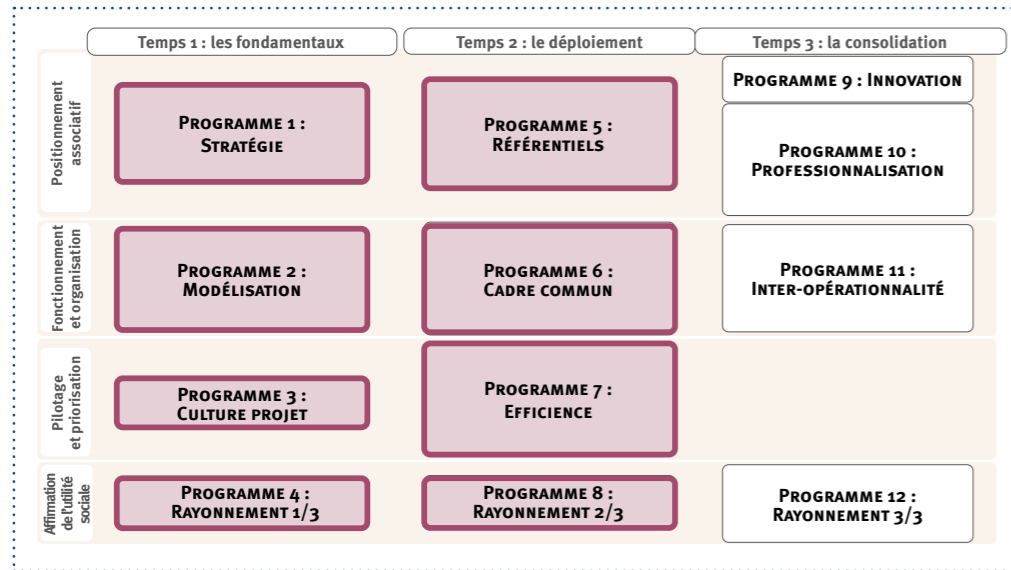 Temps 1 : les fondamentaux
Temps 2 : le déploiement
Temps 3 : la consolidation
Positionnement
associatif
Programme 1 :
Stratégie
Programme 5 :
Référentiels
Programme 9 : Innovation
Programme 10 :
Professionnalisation
Fonctionnement
et organisation
Programme 2 :
Modélisation
Programme 6 :
Cadre commun
Programme 11 :
Inter-opérationnalité
Pilotage
et priorisation
Programme 3 :
Culture projet
Programme 7 :
Efficience
Affirmation
de l'utilité
sociale
Programme 4 :
Rayonnement 1/3
Programme 8 :
Rayonnement 2/3
Programme 12 :
Rayonnement 3/3